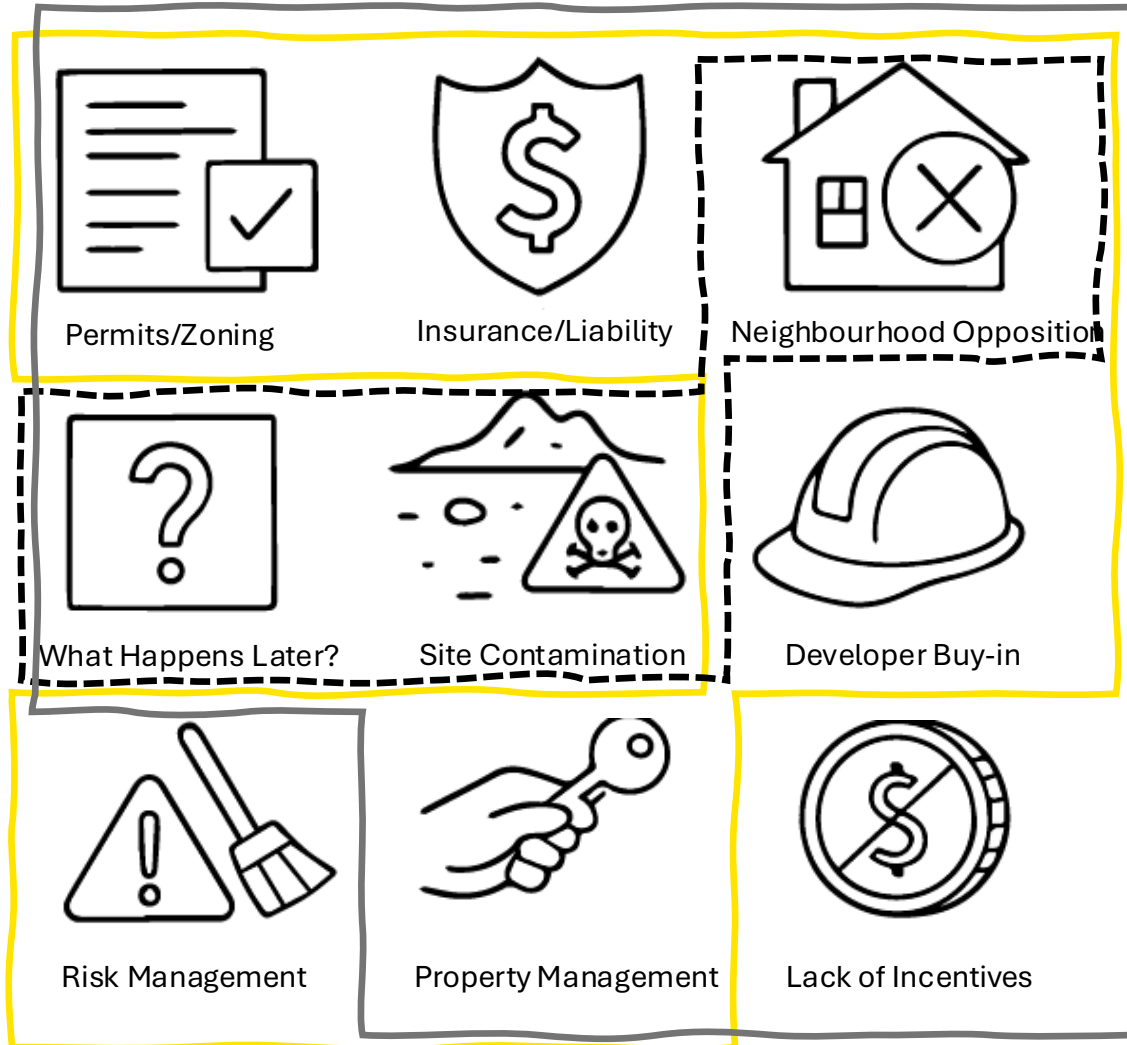 Permits/Zoning
Insurance/Liability
Neighbourhood Opposition
What Happens Later?
Site Contamination
Developer Buy-in
Risk Management
Property Management
Lack of Incentives